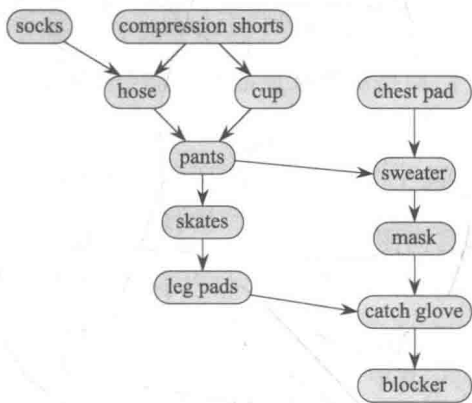 socks
compression shorts
hose
cup
chest pad
pants
sweater
skates
mask
leg pads
catch glove
blocker